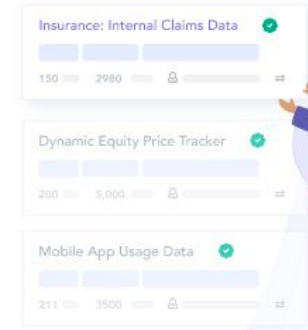 Insurance: Internal Claims Data
150 2980
Dynamic Equity Price Tracker
200 5,000
Mobile App Usage Data
211 3500